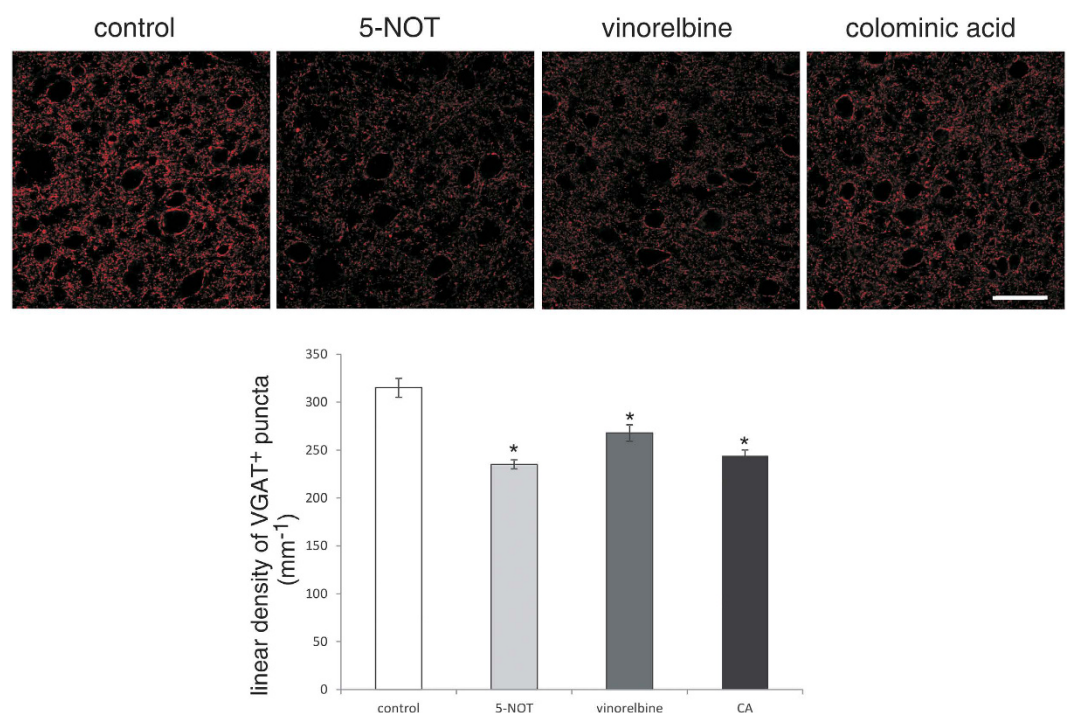 control 5-NOT vinorelbine colominic acid
linear density of VGAT⁺ puncta
(mm⁻¹)
350
300
250
200
150
100
50
0
* * *
control 5-NOT vinorelbine CA